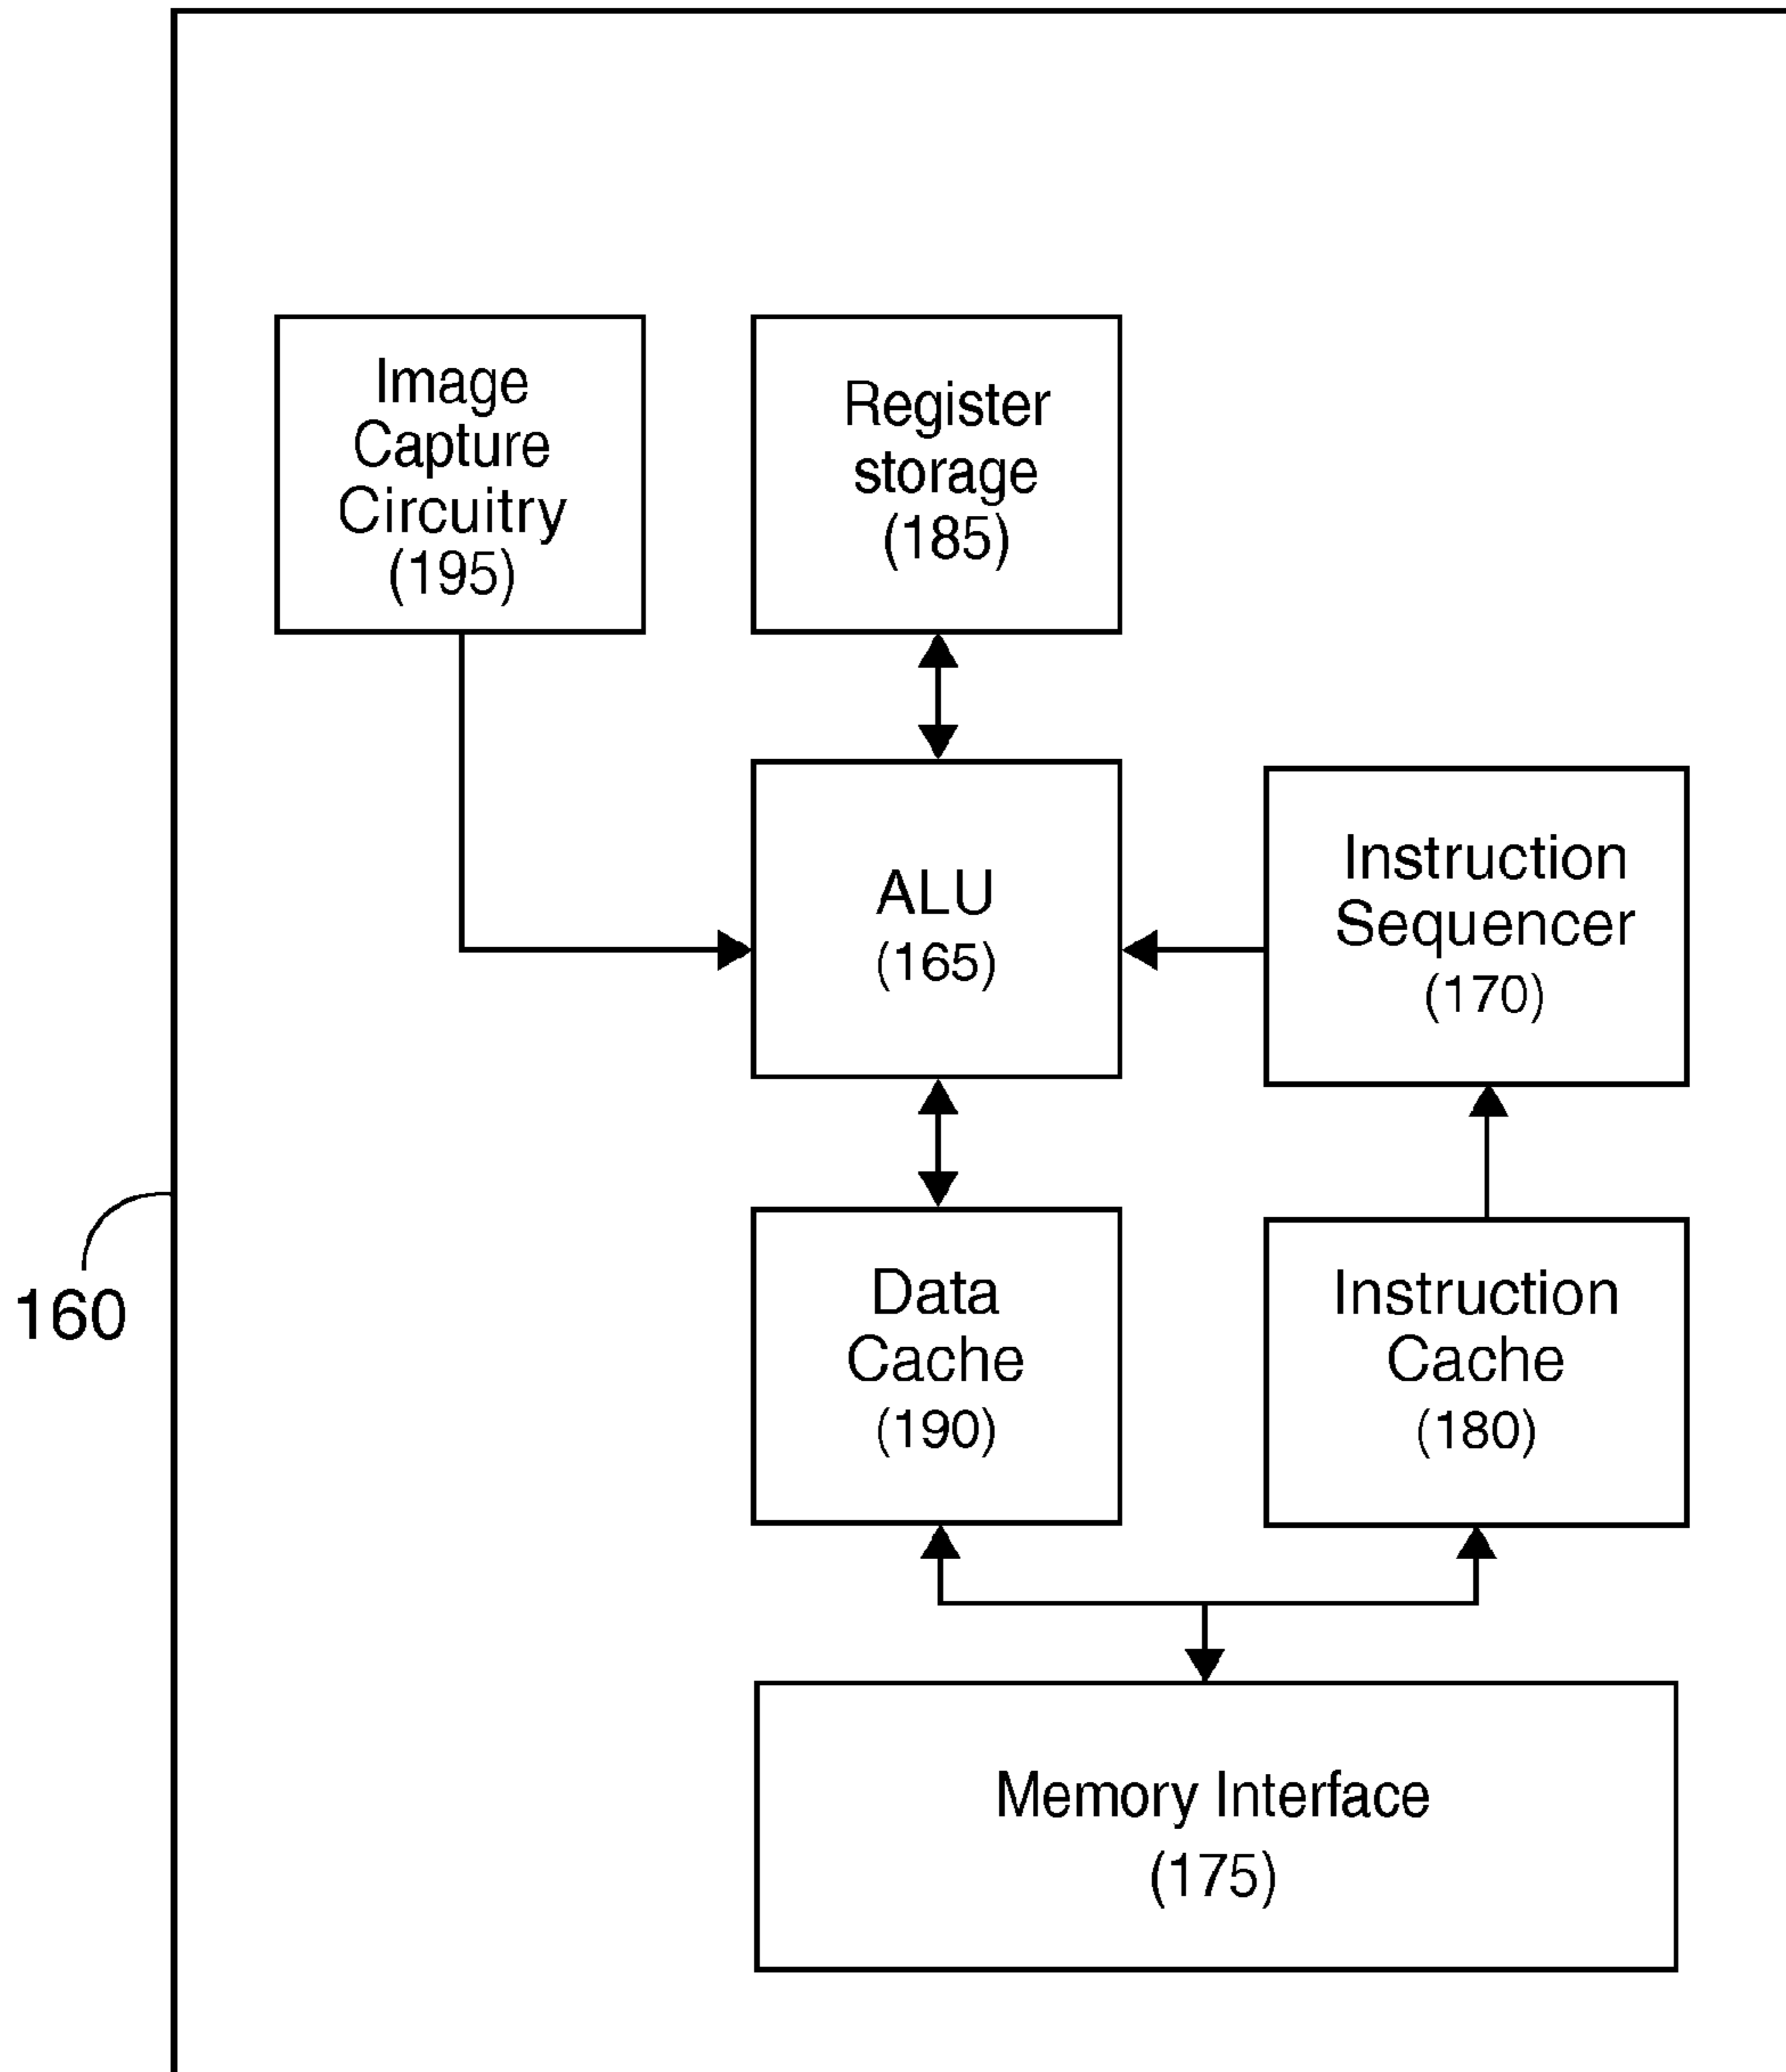 Image
Capture
Circuitry
(195)
Register
storage
(185)
ALU
(165)
Instruction
Sequencer
(170)
160
Data
Cache
(190)
Instruction
Cache
(180)
Memory Interface
(175)